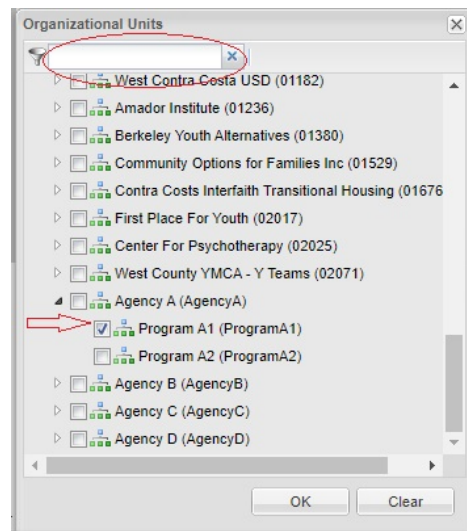 Organizational Units
West Contra Costa USD (01182)
Amador Institute (01236)
Berkeley Youth Alternatives (01380)
Community Options for Families Inc (01529)
Contra Costs Interfaith Transitional Housing (01676
First Place For Youth (02017)
Center For Psychotherapy (02025)
West County YMCA - Y Teams (02071)
Agency A (AgencyA)
Program A1 (ProgramA1)
Program A2 (ProgramA2)
Agency B (AgencyB)
Agency C (AgencyC)
Agency D (AgencyD)
OK Clear